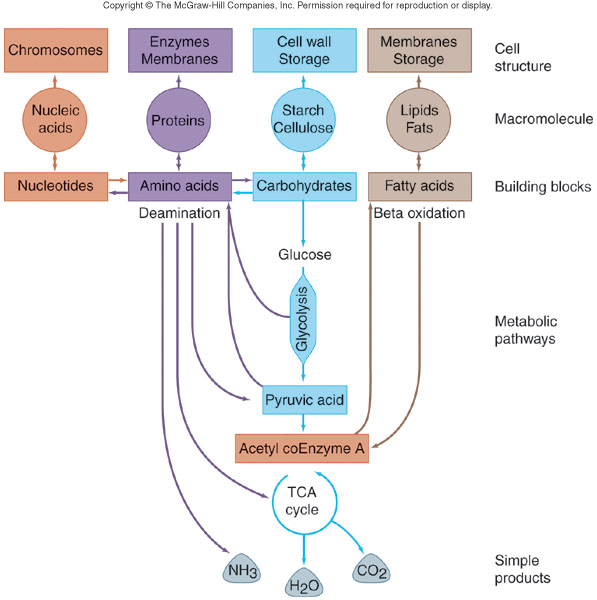 Copyright © The McGraw-Hill Companies, Inc. Permission required for reproduction or display.
Chromosomes
Enzymes
Membranes
Cell wall
Storage
Membranes
Storage
Cell
structure
Nucleic
acids
Proteins
Starch
Cellulose
Lipids
Fats
Macromolecule
Nucleotides
Amino acids
Carbohydrates
Fatty acids
Building blocks
Deamination
Beta oxidation
Glucose
Glycolysis
Metabolic
pathways
Pyruvic acid
Acetyl coEnzyme A
TCA
cycle
NH3
H2O
CO2
Simple
products